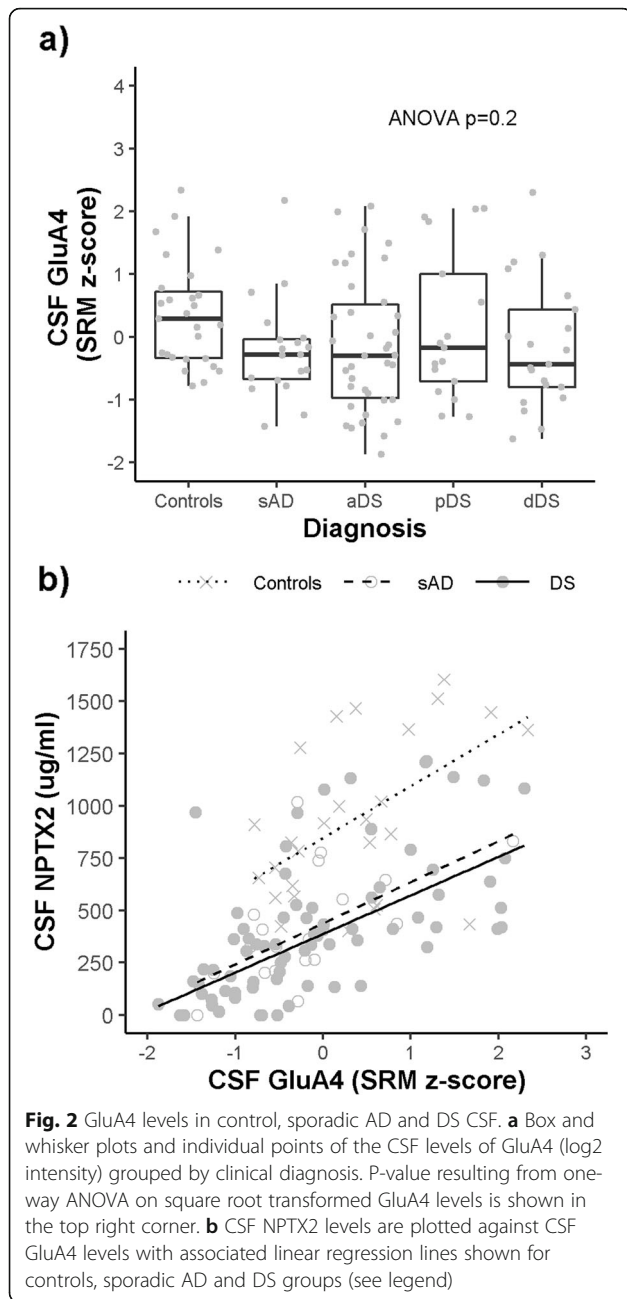 a)
4
3
2
1
0
-1
-2
CSF GluA4
(SRM z-score)
ANOVA p=0.2
Controls sAD aDS pDS dDS
Diagnosis
b)
Controls sAD DS
1750
1500
1250
1000
750
500
250
0
CSF NPTX2 (ug/ml)
-2 -1 0 1 2 3
CSF GluA4 (SRM z-score)
Fig. 2 GluA4 levels in control, sporadic AD and DS CSF. a Box and
whisker plots and individual points of the CSF levels of GluA4 (log2
intensity) grouped by clinical diagnosis. P-value resulting from one-
way ANOVA on square root transformed GluA4 levels is shown in
the top right corner. b CSF NPTX2 levels are plotted against CSF
GluA4 levels with associated linear regression lines shown for
controls, sporadic AD and DS groups (see legend)